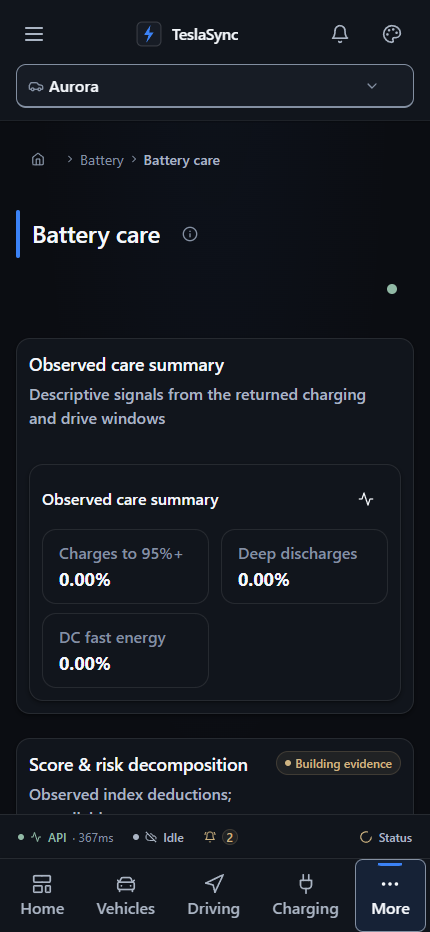 TeslaSync
Aurora
Battery
Battery care
Battery care
Observed care summary
Descriptive signals from the returned charging
and drive windows
Observed care summary
Charges to 95%+
Deep discharges
0.00%
0.00%
DC fast energy
0.00%
Score & risk decomposition
Building evidence
Observed index deductions;
API · 367ms
Idle
2
Status
Home
Vehicles
Driving
Charging
More